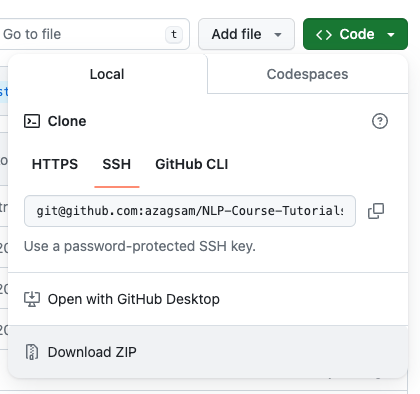 Go to file
t
Add file
Code
Local
Codespaces
Clone
HTTPS
SSH
GitHub CLI
git@github.com:azagsam/NLP-Course-Tutorials
Use a password-protected SSH key.
Open with GitHub Desktop
Download ZIP